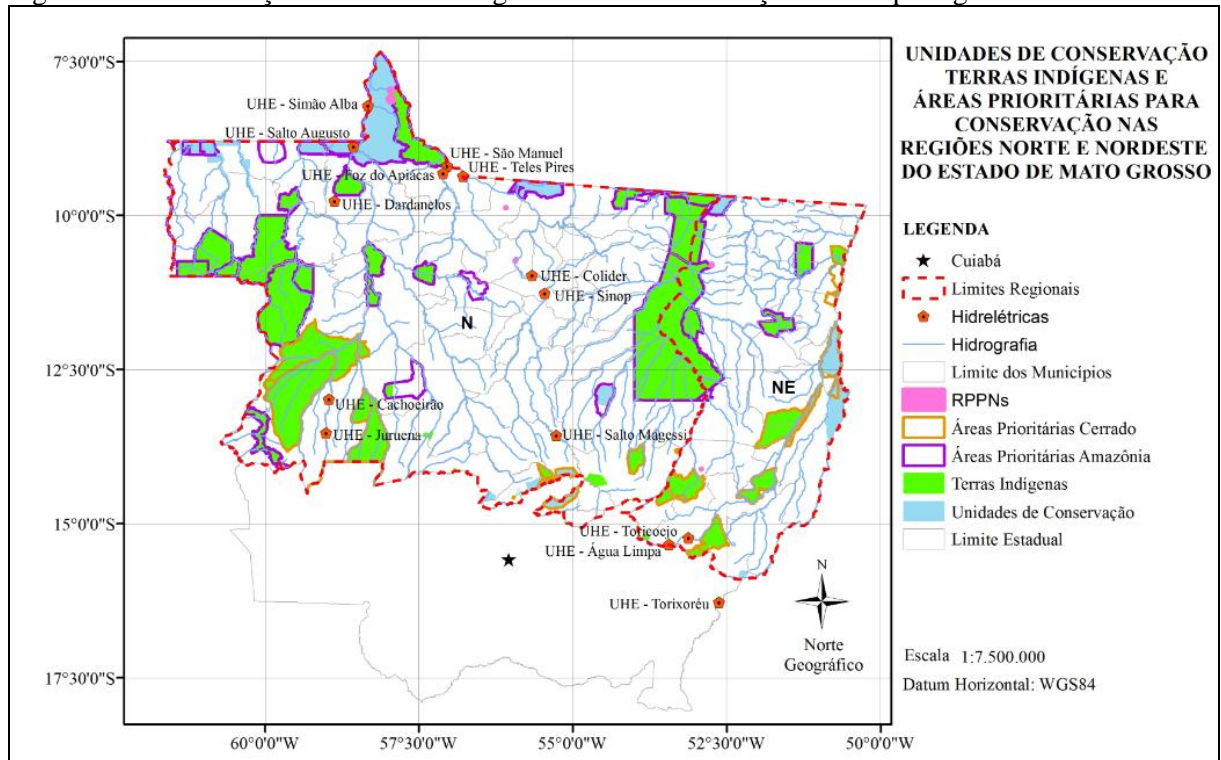 UNIDADES DE CONSERVAÇÃO
TERRAS INDÍGENAS E
ÁREAS PRIORITÁRIAS PARA
CONSERVAÇÃO NAS
REGIÕES NORTE E NORDESTE
DO ESTADO DE MATO GROSSO
LEGENDA
Cuiabá
Limites Regionais
Hidrelétricas
Hidrografia
Limite dos Municípios
RPPNs
Áreas Prioritárias Cerrado
Áreas Prioritárias Amazônia
Terras Indigenas
Unidades de Conservação
Limite Estadual
N
Norte
Geográfico
Escala 1:7.500.000
Datum Horizontal: WGS84
7°30'0"S
10°0'0"S
12°30'0"S
15°0'0"S
17°30'0"S
60°0'0"W
57°30'0"W
55°0'0"W
52°30'0"W
50°0'0"W
UHE - Simão Alba
UHE - Salto Augusto
UHE - São Manuel
UHE - Teles Pires
UHE - Foz do Apiacas
UHE - Dardanelos
UHE - Colider
UHE - Sinop
N
NE
UHE - Cachoeirão
UHE - Juruena
UHE - Salto Magessi
UHE - Toricoejo
UHE - Água Limpa
UHE - Torixoréu